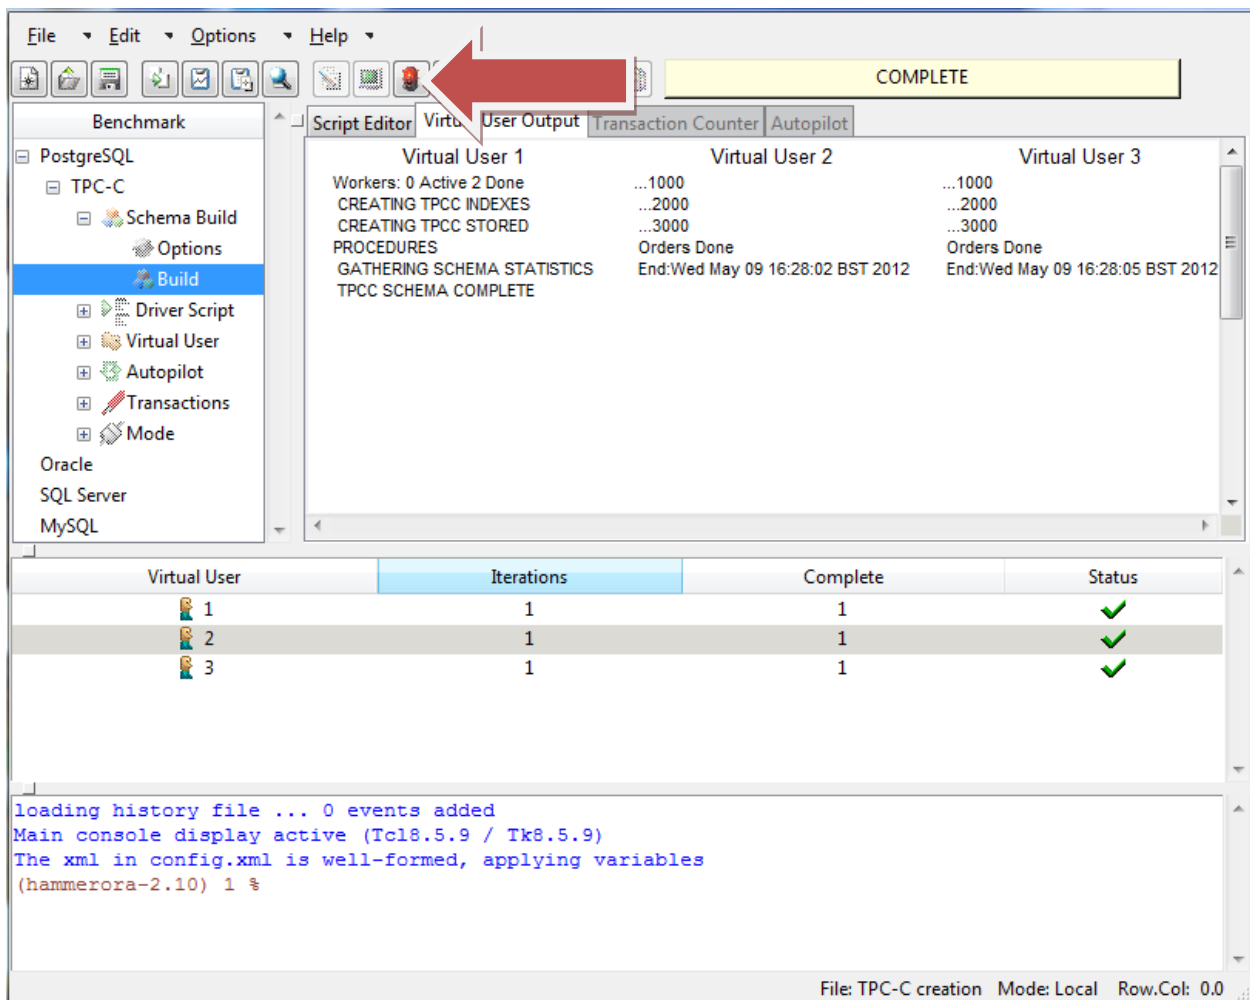 File Edit Options Help
COMPLETE
Benchmark
PostgreSQL
TPC-C
Schema Build
Options
Build
Driver Script
Virtual User
Autopilot
Transactions
Mode
Oracle
SQL Server
MySQL
Script Editor Virtual User Output Transaction Counter Autopilot
Virtual User 1
Workers: 0 Active 2 Done
CREATING TPCC INDEXES
CREATING TPCC STORED
PROCEDURES
GATHERING SCHEMA STATISTICS
TPCC SCHEMA COMPLETE
Virtual User 2
...1000
...2000
...3000
Orders Done
End:Wed May 09 16:28:02 BST 2012
Virtual User 3
...1000
...2000
...3000
Orders Done
End:Wed May 09 16:28:05 BST 2012
Virtual User Iterations Complete Status
1 1 1
2 1 1
3 1 1
loading history file ... 0 events added
Main console display active (Tcl8.5.9 / Tk8.5.9)
The xml in config.xml is well-formed, applying variables
(hammerora-2.10) 1 %
File: TPC-C creation Mode: Local Row.Col: 0.0